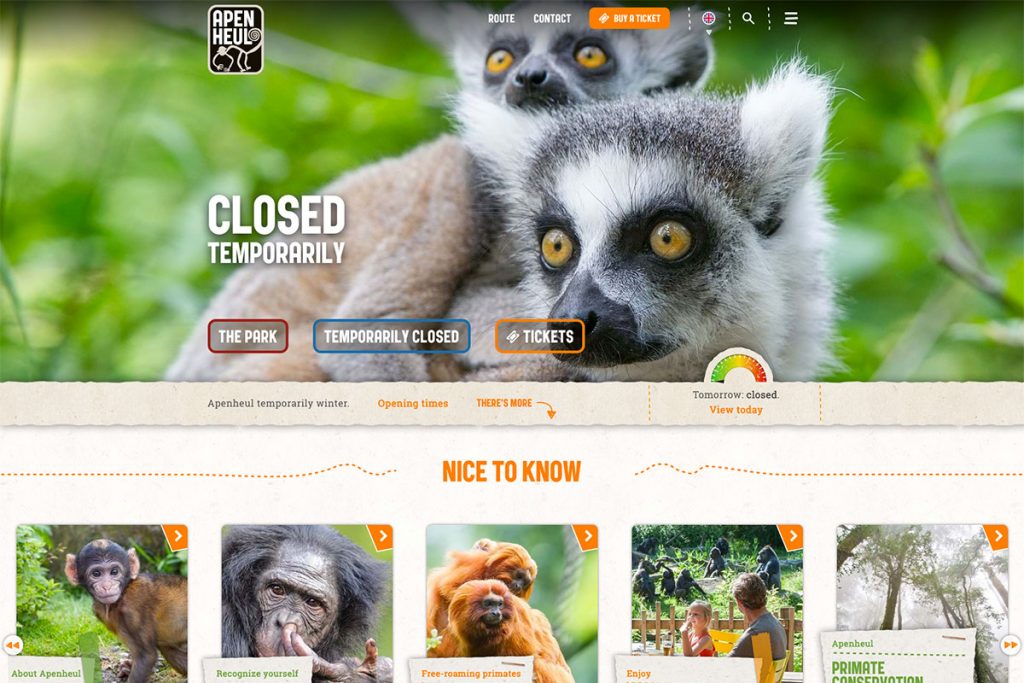 APEN
HEUL
ROUTE
CONTACT
BUY A TICKET
CLOSED
TEMPORARILY
THE PARK
TEMPORARILY CLOSED
TICKETS
Apenheul temporarily winter.
Opening times
THERE'S MORE
Tomorrow: closed.
View today
NICE TO KNOW
About Apenheul
Recognize yourself
Free-roaming primates
Enjoy
Apenheul
PRIMATE
CONSERVATION